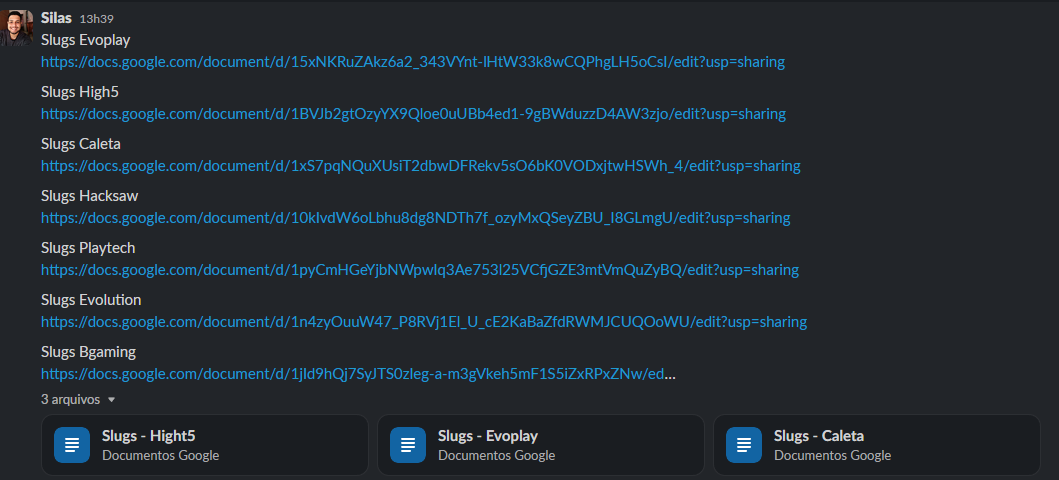 Silas 13h39
Slugs Evoplay
https://docs.google.com/document/d/15xNKRuZAkz6a2_343VYnt-lHtW33k8wCQPhgLH5oCsI/edit?usp=sharing
Slugs High5
https://docs.google.com/document/d/1BVJb2gtOzyYX9Qloe0uUBb4ed1-9gBWduzzD4AW3zjo/edit?usp=sharing
Slugs Caleta
https://docs.google.com/document/d/1xS7pqNQuXUsiT2dbwDFRekv5sO6bK0VODxjtwHSWh_4/edit?usp=sharing
Slugs Hacksaw
https://docs.google.com/document/d/10klvdW6oLbhu8dg8NDTh7f_ozyMxQSeyZBU_I8GLmgU/edit?usp=sharing
Slugs Playtech
https://docs.google.com/document/d/1pyCmHGeYjbNWpwIq3Ae753l25VCfjGZE3mtVmQuZyBQ/edit?usp=sharing
Slugs Evolution
https://docs.google.com/document/d/1n4zyOuuW47_P8RVj1El_U_cE2KaBaZfdRWMJCUQOoWU/edit?usp=sharing
Slugs Bgaming
https://docs.google.com/document/d/1jId9hQj7SyJTS0zleg-a-m3gVkeh5mF1S5iZxRPxZNw/ed...
3 arquivos
Slugs - Hight5 Slugs - Evoplay Slugs - Caleta
Documentos Google Documentos Google Documentos Google